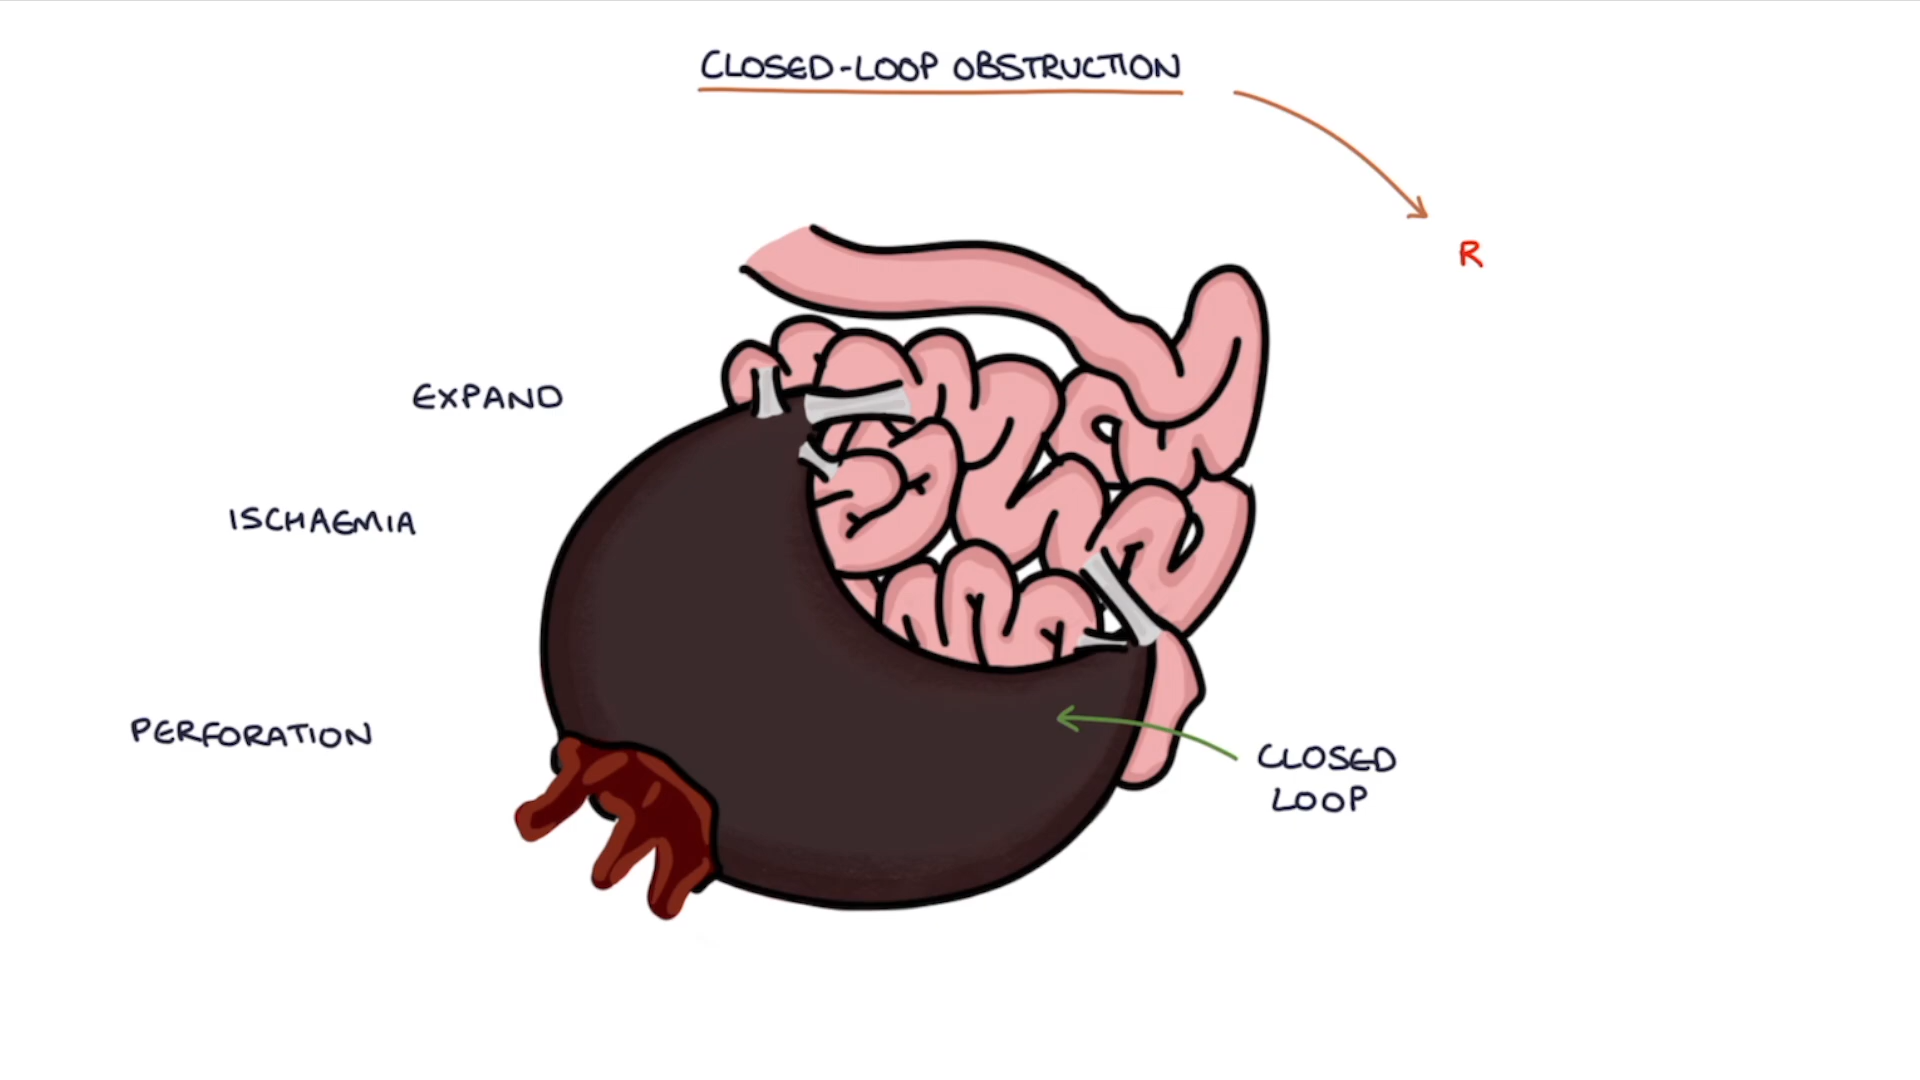 CLOSED-LOOP OBSTRUCTION
R
EXPAND
ISCHAEMIA
PERFORATION
CLOSED
LOOP